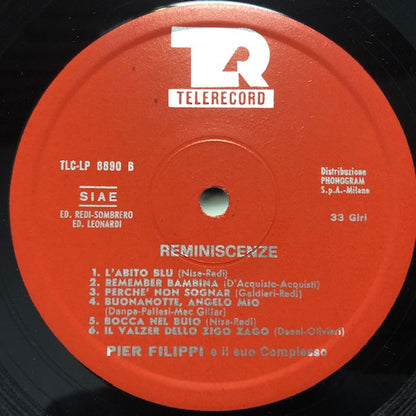 TR
TELERECORD
TLC-LP 8890 B
SIAE
ED. REDI-SOMBRERO
ED. LEONARDI
Distribuzione
PHONOGRAM
S.p.A.-Milano
33 Giri
REMINISCENZE
1. L'ABITO BLU (Nisa-Redi)
2. REMEMBER BAMBINA (D'Acquisto-Acquisti)
3. PERCHE' NON SOGNAR (Galdieri-Redi)
4. BUONANOTTE, ANGELO MIO
(Danpa-Pallesi-Mac Gillar)
5. BOCCA NEL BUIO (Nisa-Redi)
6. IL VALZER DELLO ZIGO ZAGO (Deani-Olivieri)
PIER FILIPPI e il suo Complesso